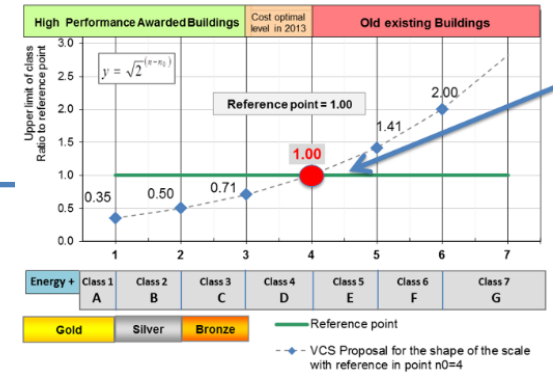 High Performance Awarded Buildings
Cost optimal
level in 2013
Old existing Buildings
Upper limit of class
Ratio to reference point
3.0
2.5
2.0
1.5
1.0
0.5
0.0
y = √2^(n-n₀)
Reference point = 1.00
0.35
0.50
0.71
1.00
1.41
2.00
1 2 3 4 5 6 7
Energy + Class 1 Class 2 Class 3 Class 4 Class 5 Class 6 Class 7
A B C D E F G
Gold Silver Bronze
Reference point
VCS Proposal for the shape of the scale
with reference in point n0=4